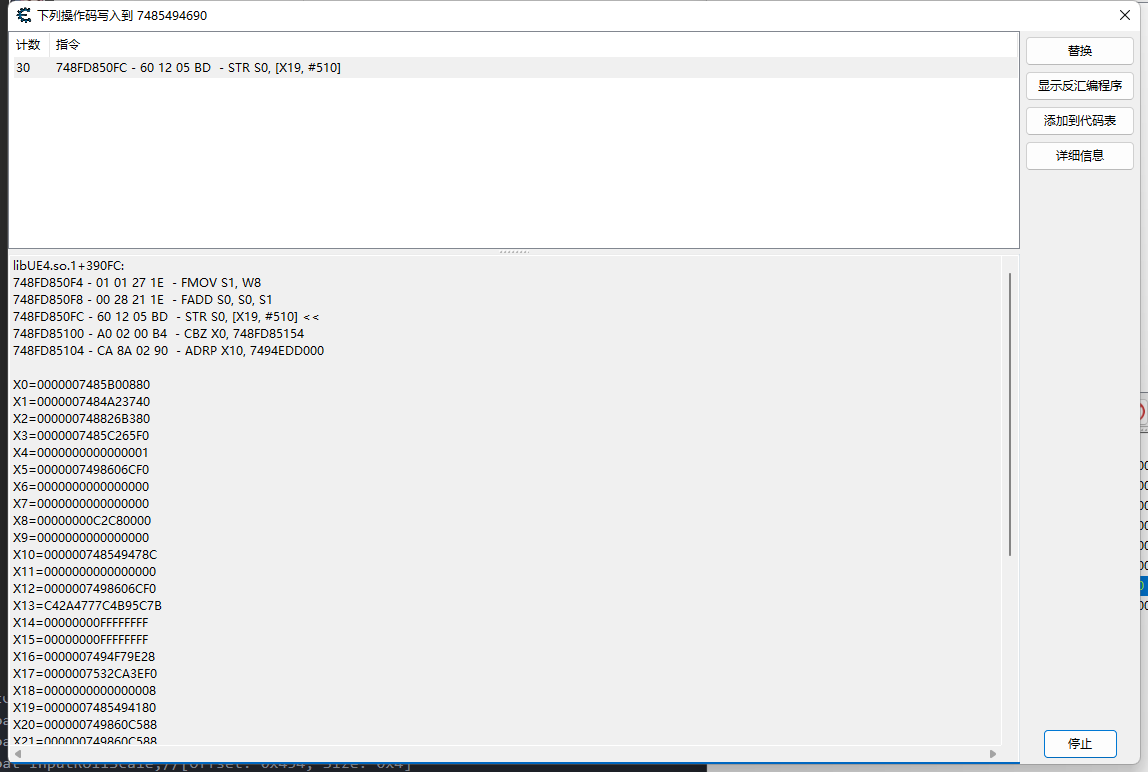 下列操作码写入到 7485494690
计数 指令
30 748FD850FC - 60 12 05 BD - STR S0, [X19, #510]
替换
显示反汇编程序
添加到代码表
详细信息
libUE4.so.1+390FC:
748FD850F4 - 01 01 27 1E - FMOV S1, W8
748FD850F8 - 00 28 21 1E - FADD S0, S0, S1
748FD850FC - 60 12 05 BD - STR S0, [X19, #510] <<
748FD85100 - A0 02 00 B4 - CBZ X0, 748FD85154
748FD85104 - CA 8A 02 90 - ADRP X10, 7494EDD000
X0=0000007485B00880
X1=0000007484A23740
X2=000000748826B380
X3=0000007485C265F0
X4=0000000000000001
X5=0000007498606CF0
X6=0000000000000000
X7=0000000000000000
X8=00000000C2C80000
X9=0000000000000000
X10=000000748549478C
X11=0000000000000000
X12=0000007498606CF0
X13=C42A4777C4B95C7B
X14=00000000FFFFFFFF
X15=00000000FFFFFFFF
X16=0000007494F79E28
X17=0000007532CA3EF0
X18=0000000000000008
X19=0000007485494180
X20=000000749860C588
X21=000000749860C588
停止